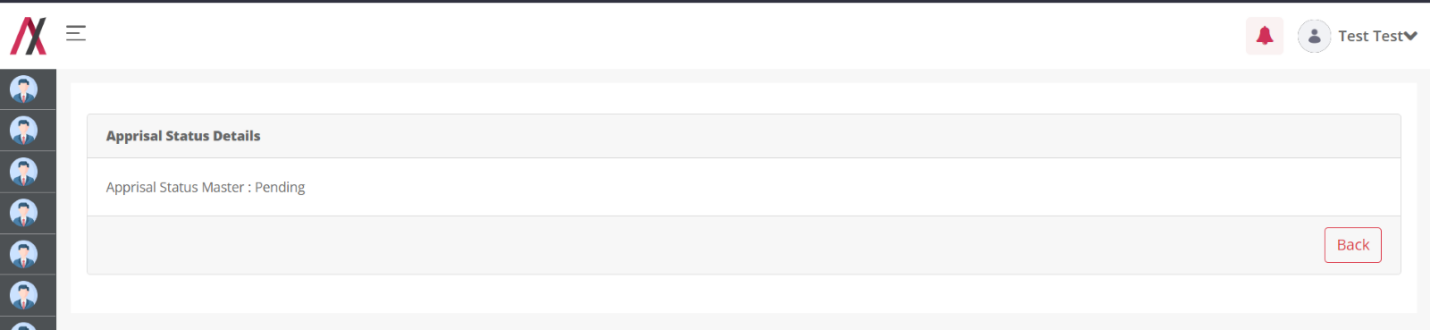 Test Test
Apprisal Status Details
Apprisal Status Master : Pending
Back